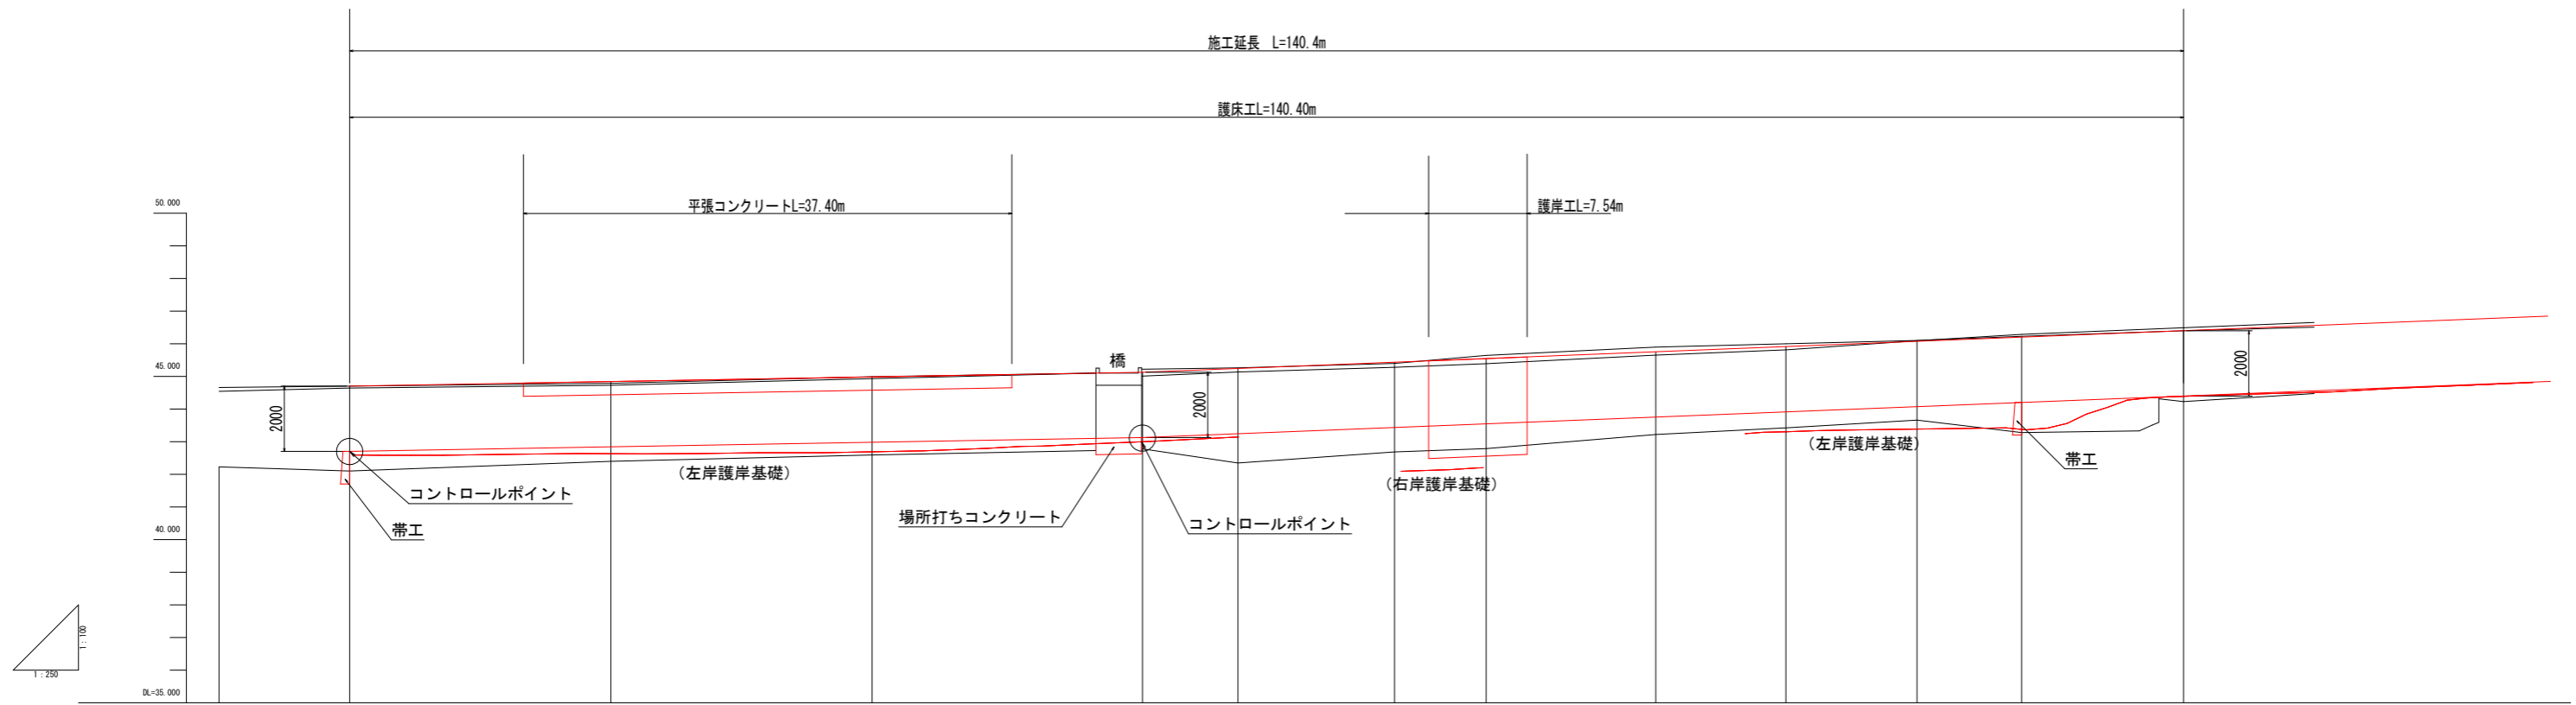 施工延長　L=140.4m
護床工L=140.40m
平張コンクリートL=37.40m
護岸工L=7.54m
50.000
45.000
40.000
DL=35.000
橋
2000
2000
2000
（左岸護岸基礎）
（左岸護岸基礎）
（右岸護岸基礎）
コントロールポイント
帯工
場所打ちコンクリート
コントロールポイント
帯工
1：100
1：250